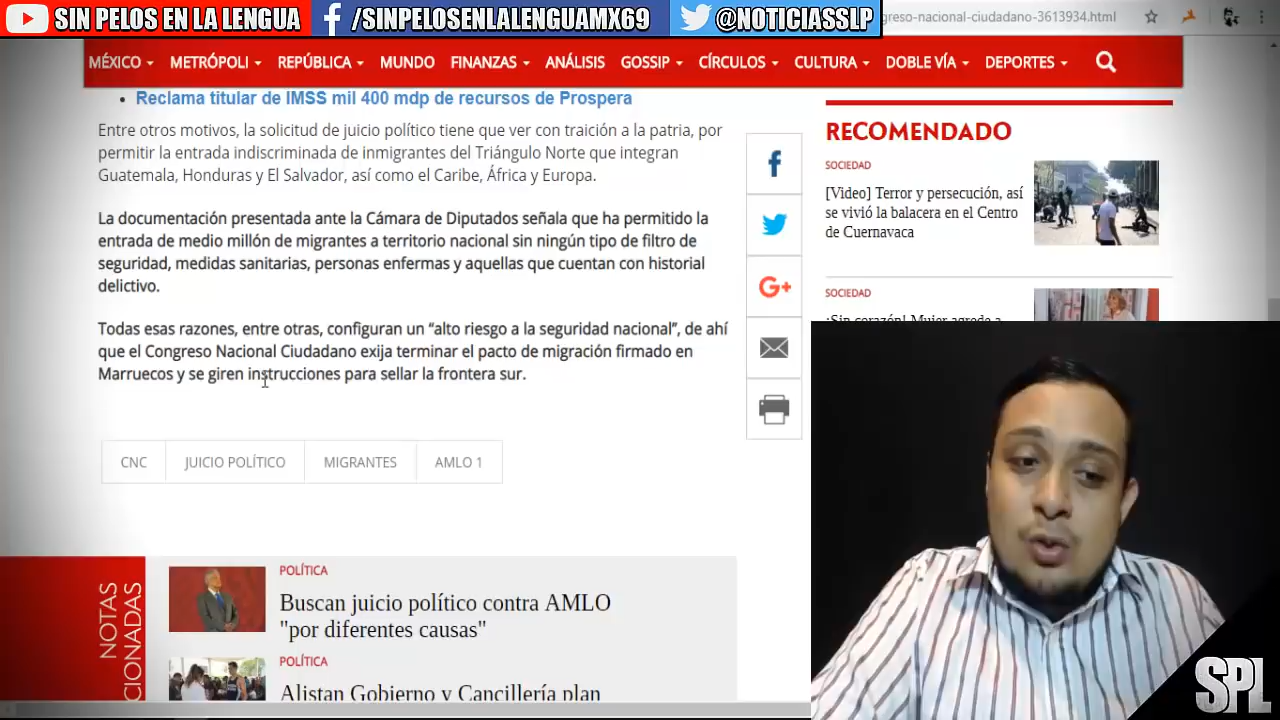 SIN PELOS EN LA LENGUA
/SINPELOSENLALENGUAMX69
@NOTICIASSLP
greso-nacional-ciudadano-3613934.html
MÉXICO METRÓPOLI REPÚBLICA MUNDO FINANZAS ANÁLISIS GOSSIP CÍRCULOS CULTURA DOBLE VÍA DEPORTES
Reclama titular de IMSS mil 400 mdp de recursos de Prospera
Entre otros motivos, la solicitud de juicio político tiene que ver con traición a la patria, por
permitir la entrada indiscriminada de inmigrantes del Triángulo Norte que integran
Guatemala, Honduras y El Salvador, así como el Caribe, África y Europa.
La documentación presentada ante la Cámara de Diputados señala que ha permitido la
entrada de medio millón de migrantes a territorio nacional sin ningún tipo de filtro de
seguridad, medidas sanitarias, personas enfermas y aquellas que cuentan con historial
delictivo.
Todas esas razones, entre otras, configuran un “alto riesgo a la seguridad nacional”, de ahí
que el Congreso Nacional Ciudadano exija terminar el pacto de migración firmado en
Marruecos y se giren instrucciones para sellar la frontera sur.
CNC
JUICIO POLÍTICO
MIGRANTES
AMLO 1
G+
RECOMENDADO
SOCIEDAD
[Video] Terror y persecución, así
se vivió la balacera en el Centro
de Cuernavaca
SOCIEDAD
¡Sin corazón! Mujer agrede a
NOTAS
CIONADAS
POLÍTICA
Buscan juicio político contra AMLO
"por diferentes causas"
POLÍTICA
Alistan Gobierno y Cancillería plan
SPL